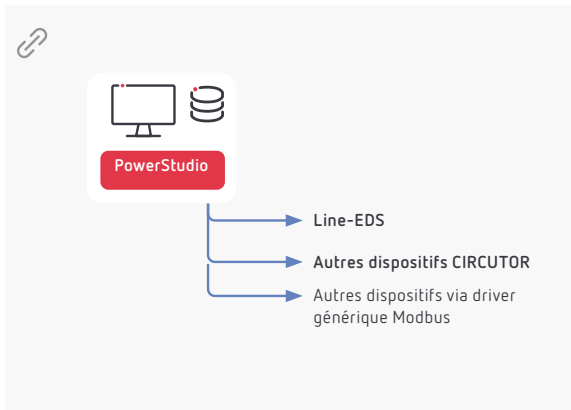 PowerStudio
Line-EDS
Autres dispositifs CIRCUTOR
Autres dispositifs via driver
générique Modbus